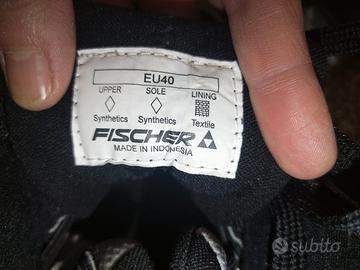 EU40
UPPER SOLE LINING
Synthetics Synthetics Textile
FISCHER
MADE IN INDONESIA
subito